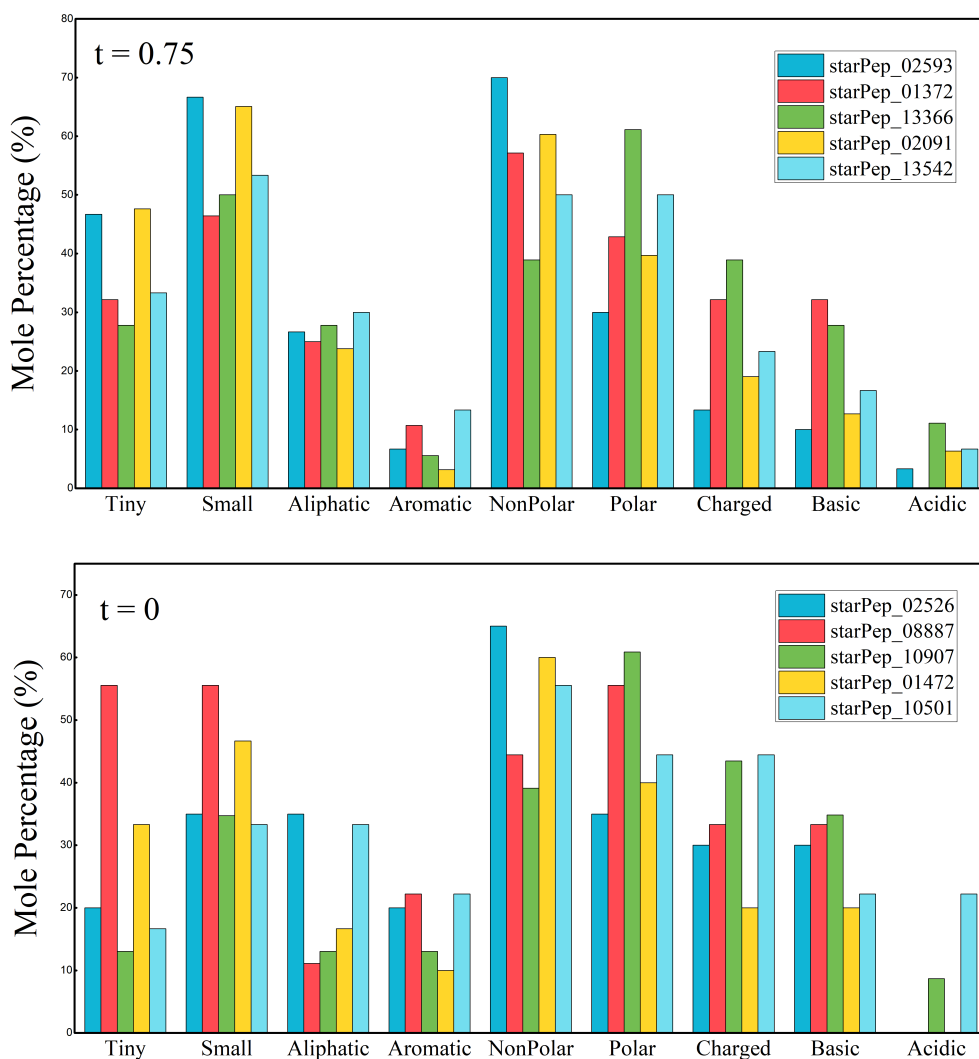 80
t = 0.75
starPep_02593
70
starPep_01372
starPep_13366
60
starPep_02091
starPep_13542
50
40
30
20
10
0
Mole Percentage (%)
Tiny Small Aliphatic Aromatic NonPolar Polar Charged Basic Acidic
t = 0
starPep_02526
70
starPep_08887
starPep_10907
60
starPep_01472
starPep_10501
50
40
30
20
10
0
Mole Percentage (%)
Tiny Small Aliphatic Aromatic NonPolar Polar Charged Basic Acidic